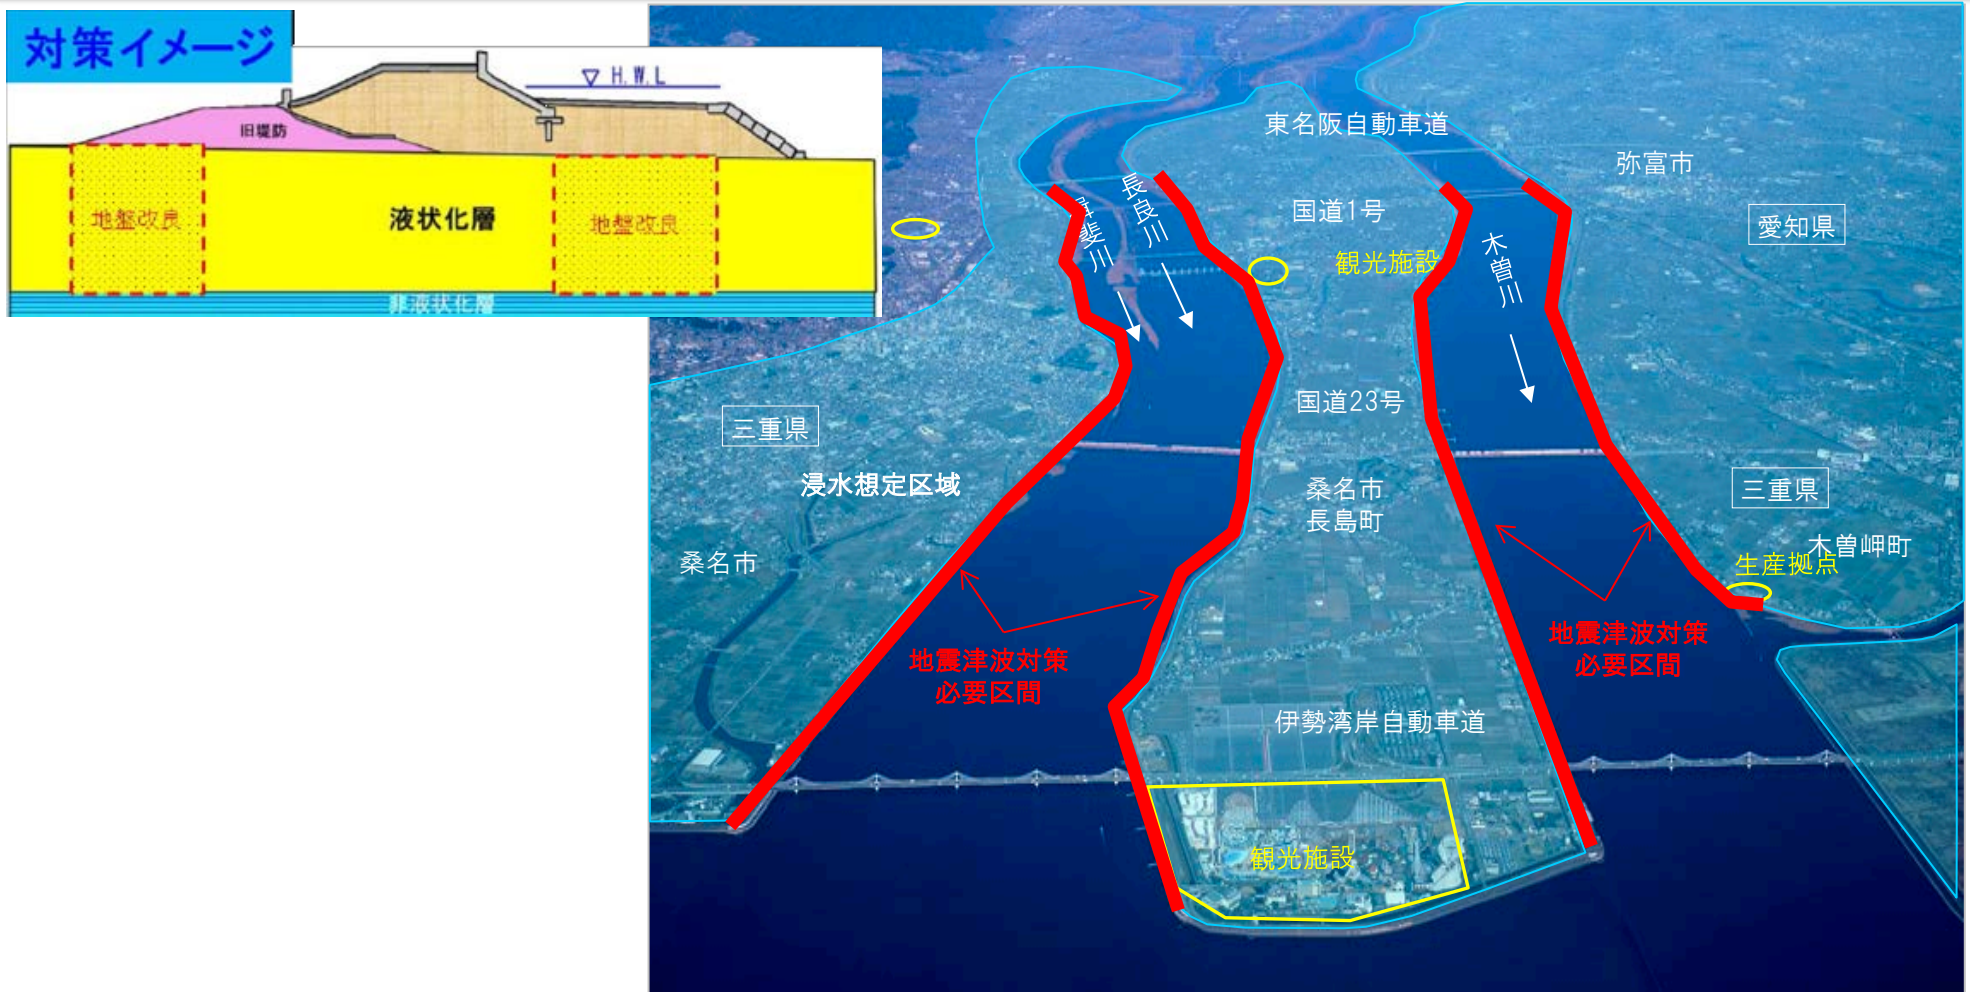 対策イメージ
▽ H.W.L
旧堤防
地盤改良
液状化層
地盤改良
非液状化層
東名阪自動車道
弥富市
愛知県
国道1号
観光施設
揖斐川
長良川
木曽川
三重県
浸水想定区域
桑名市
国道23号
桑名市
長島町
三重県
木曽岬町
生産拠点
地震津波対策
必要区間
地震津波対策
必要区間
伊勢湾岸自動車道
観光施設